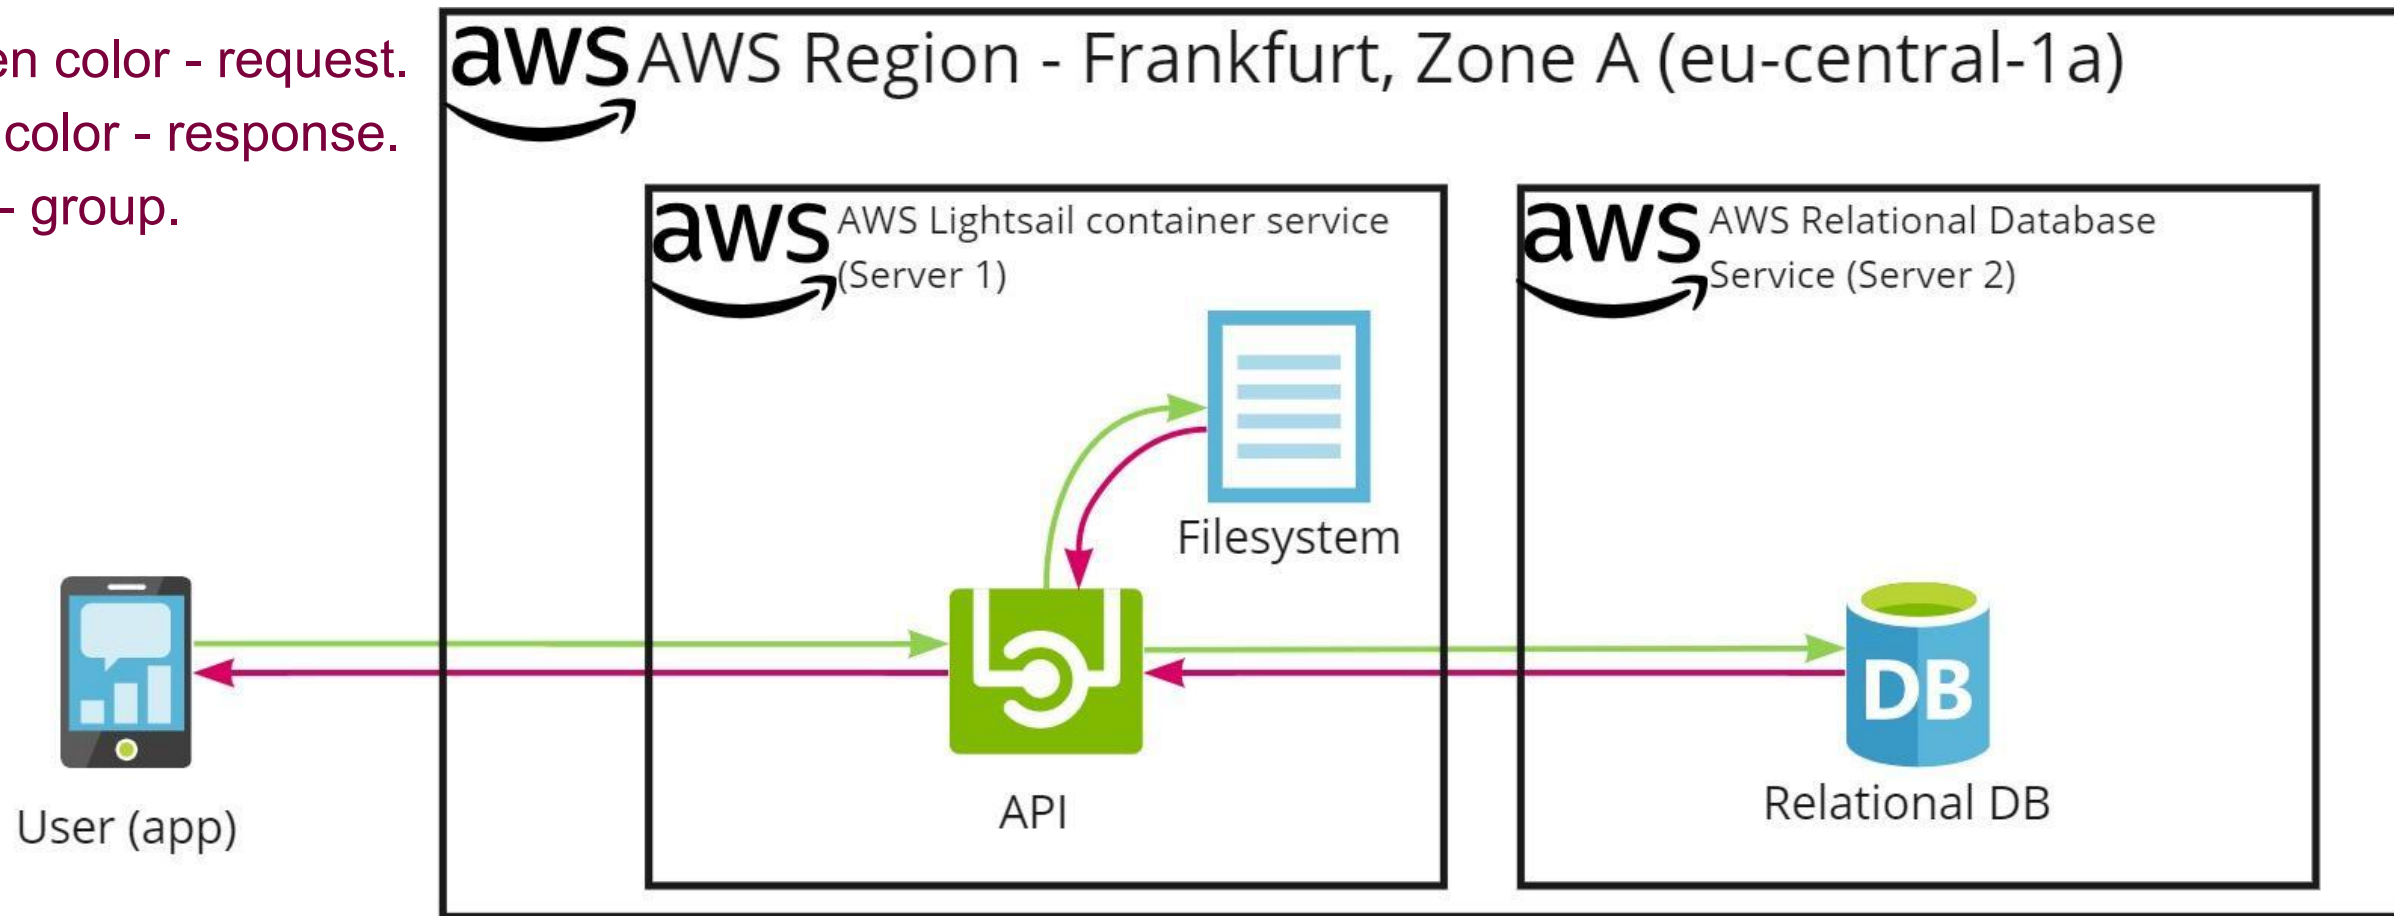 en color - request.
color - response.
- group.
aws AWS Region - Frankfurt, Zone A (eu-central-1a)
aws AWS Lightsail container service
(Server 1)
aws AWS Relational Database
Service (Server 2)
Filesystem
DB
User (app)
API
Relational DB